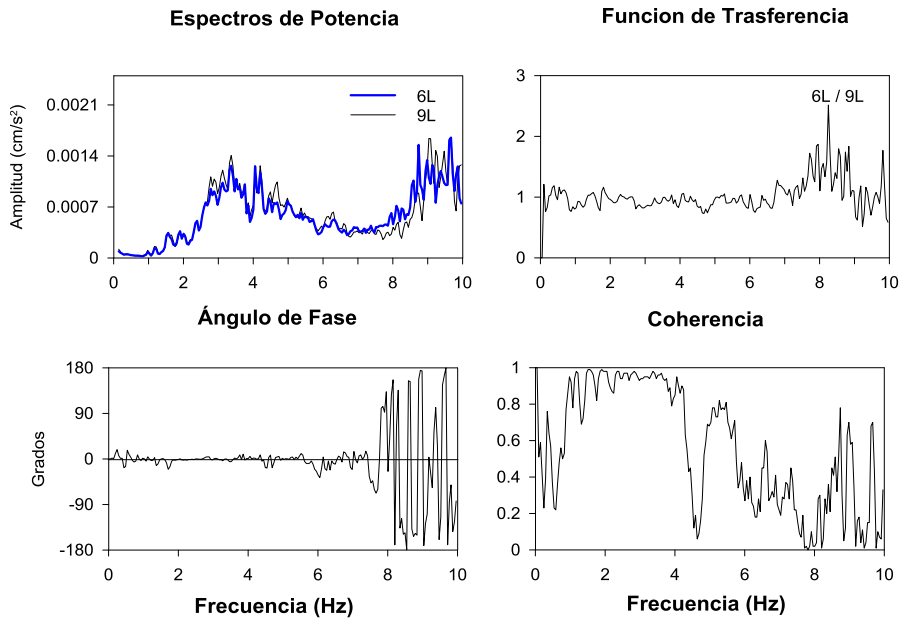 Espectros de Potencia
Funcion de Trasferencia
Amplitud (cm/s²)
0.0021
0.0014
0.0007
0
6L
9L
0 2 4 6 8 10
3
2
1
0
6L / 9L
0 2 4 6 8 10
Ángulo de Fase
Coherencia
Grados
180
90
0
-90
-180
0 2 4 6 8 10
Frecuencia (Hz)
1
0.8
0.6
0.4
0.2
0
0 2 4 6 8 10
Frecuencia (Hz)